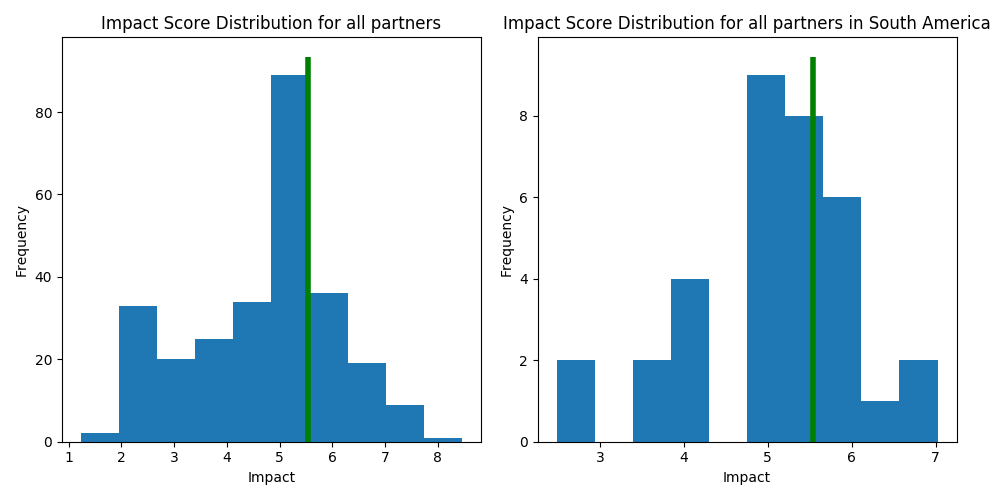 Impact Score Distribution for all partners
Frequency
80
60
40
20
0
1 2 3 4 5 6 7 8
Impact
Impact Score Distribution for all partners in South America
Frequency
8
6
4
2
0
3 4 5 6 7
Impact